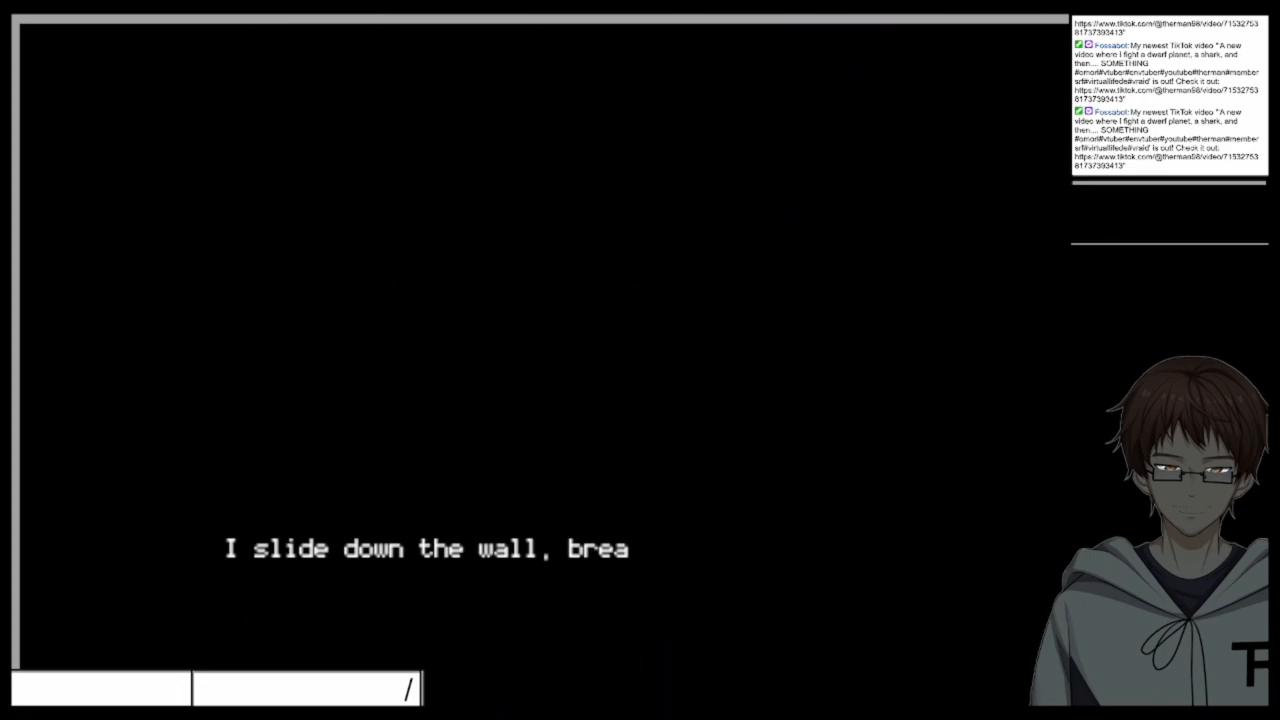 https://www.tiktok.com/@therman98/video/71532753
81737393413"
Fossabot: My newest TikTok video "A new
video where I fight a dwarf planet, a shark, and
then.... SOMETHING
#omori#vtuber#envtuber#youtube#therman#member
srf#virtuallifede#vraid' is out! Check it out:
https://www.tiktok.com/@therman98/video/71532753
81737393413"
Fossabot: My newest TikTok video "A new
video where I fight a dwarf planet, a shark, and
then.... SOMETHING
#omori#vtuber#envtuber#youtube#therman#member
srf#virtuallifede#vraid' is out! Check it out:
https://www.tiktok.com/@therman98/video/71532753
81737393413"
I slide down the wall, brea
/